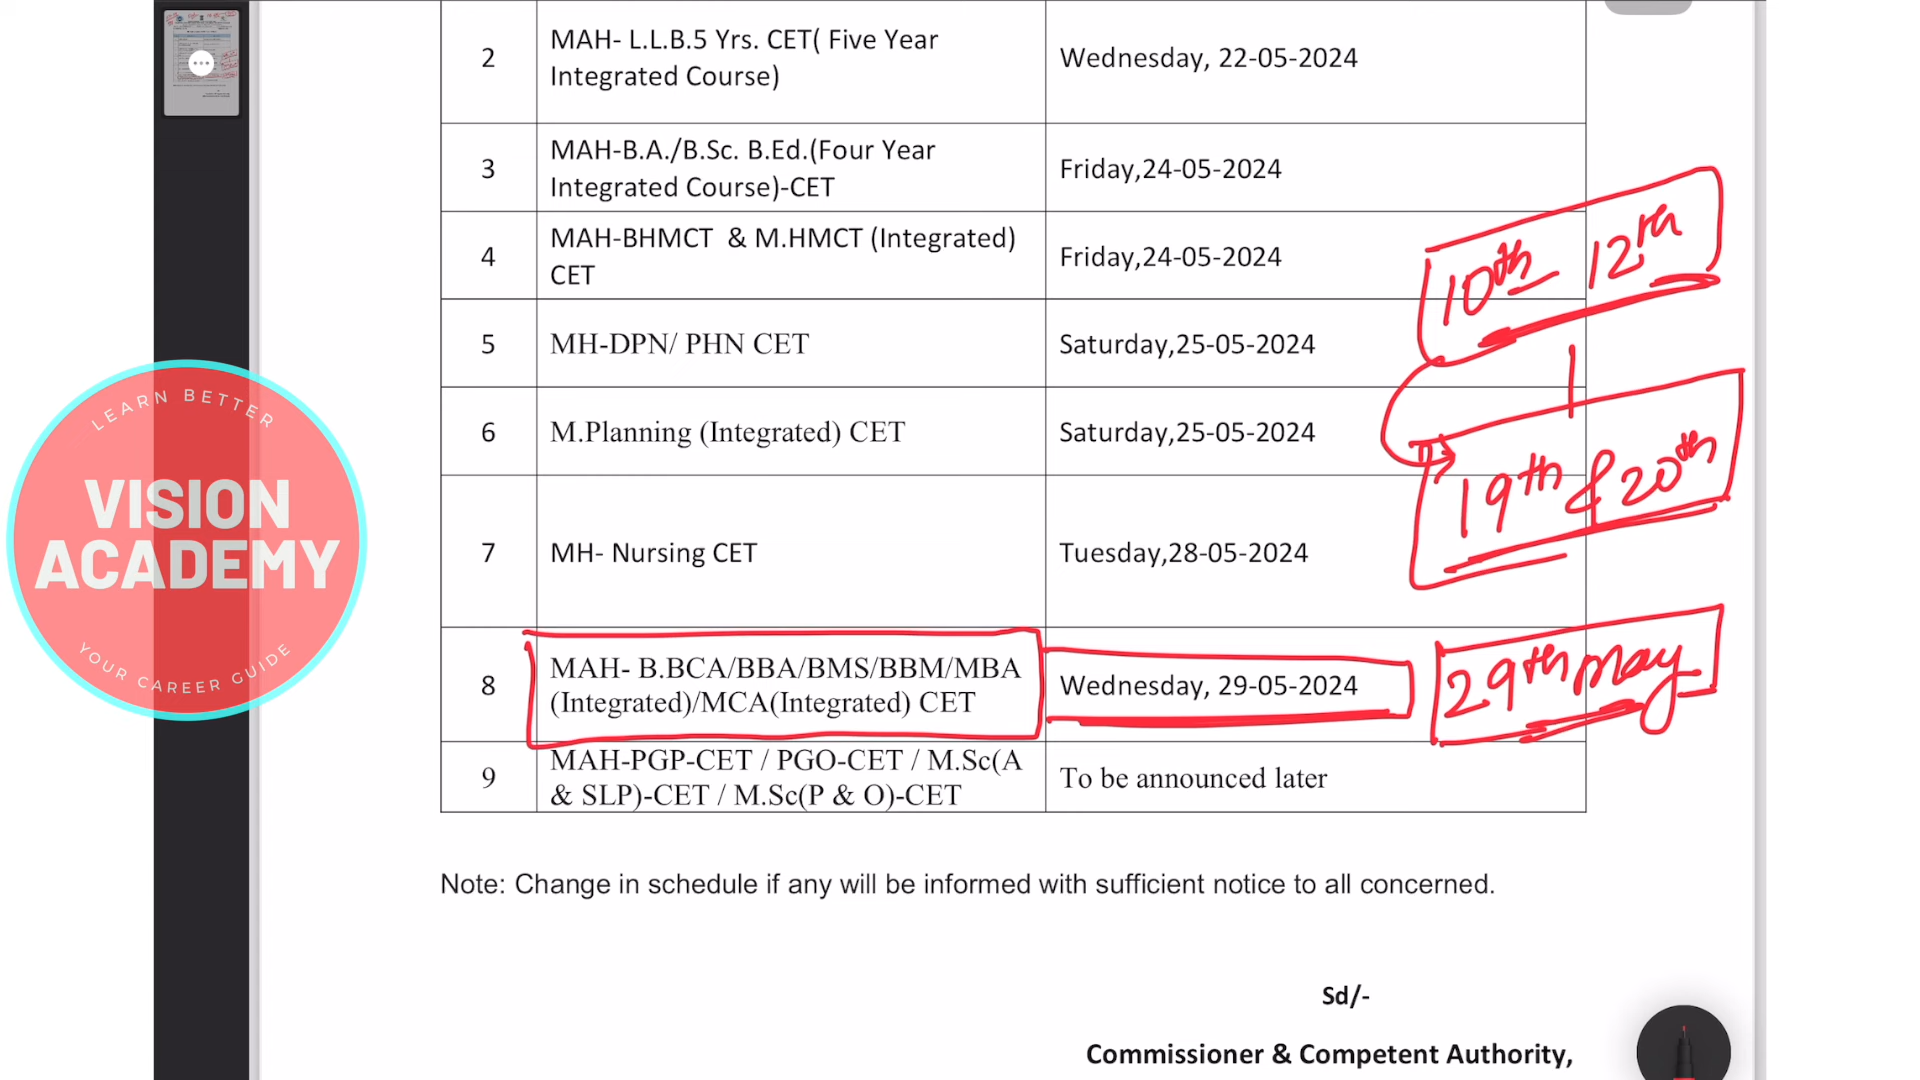 2
MAH- L.L.B.5 Yrs. CET( Five Year
Integrated Course)
Wednesday, 22-05-2024
3
MAH-B.A./B.Sc. B.Ed.(Four Year
Integrated Course)-CET
Friday,24-05-2024
4
MAH-BHMCT & M.HMCT (Integrated)
CET
Friday,24-05-2024
10th 12th
5
MH-DPN/ PHN CET
Saturday,25-05-2024
6
M.Planning (Integrated) CET
Saturday,25-05-2024
19th & 20th
7
MH- Nursing CET
Tuesday,28-05-2024
8
MAH- B.BCA/BBA/BMS/BBM/MBA
(Integrated)/MCA(Integrated) CET
Wednesday, 29-05-2024
29th may
9
MAH-PGP-CET / PGO-CET / M.Sc(A
& SLP)-CET / M.Sc(P & O)-CET
To be announced later
Note: Change in schedule if any will be informed with sufficient notice to all concerned.
Sd/-
Commissioner & Competent Authority,
LEARN BETTER
VISION
ACADEMY
YOUR CAREER GUIDE